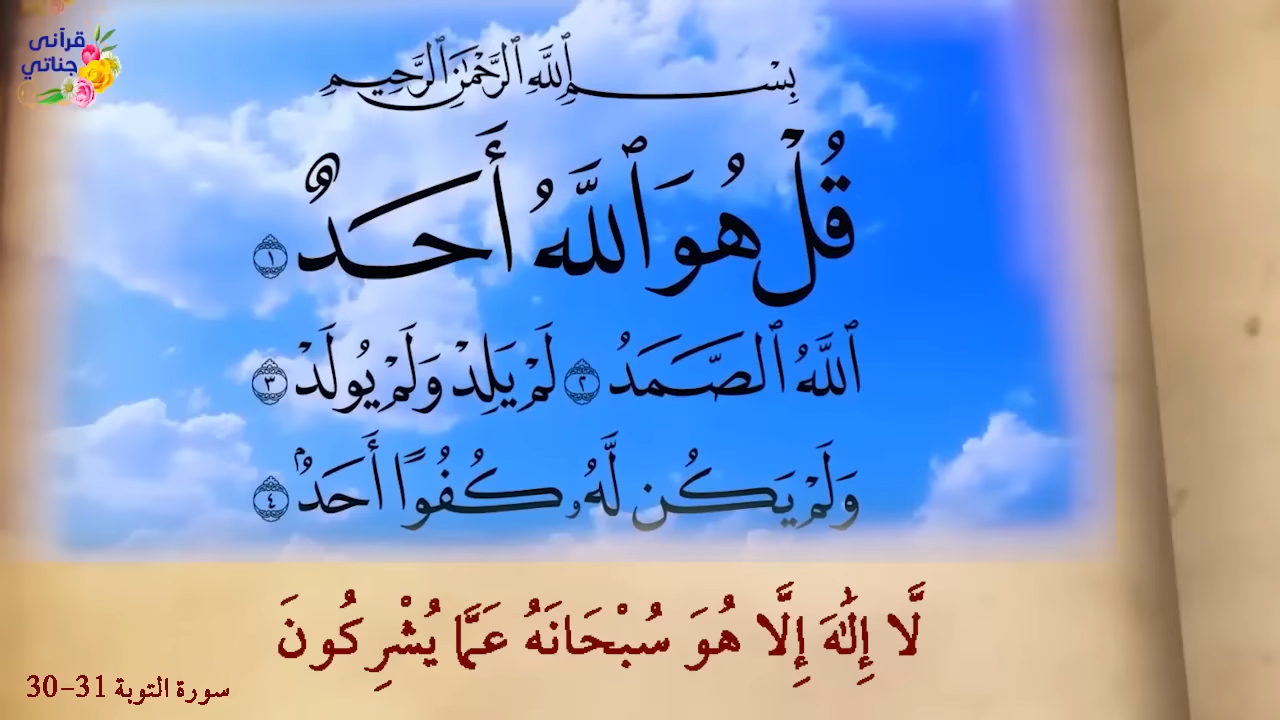 قرآنى
جناتي
بِسْمِ ٱللَّهِ ٱلرَّحْمَٰنِ ٱلرَّحِيمِ
قُلْ هُوَ ٱللَّهُ أَحَدٌ ١
ٱللَّهُ ٱلصَّمَدُ ٢ لَمْ يَلِدْ وَلَمْ يُولَدْ ٣
وَلَمْ يَكُن لَّهُۥ كُفُوًا أَحَدٌۢ ٤
لَّا إِلَٰهَ إِلَّا هُوَ سُبْحَانَهُ عَمَّا يُشْرِكُونَ
سورة التوبة 31-30